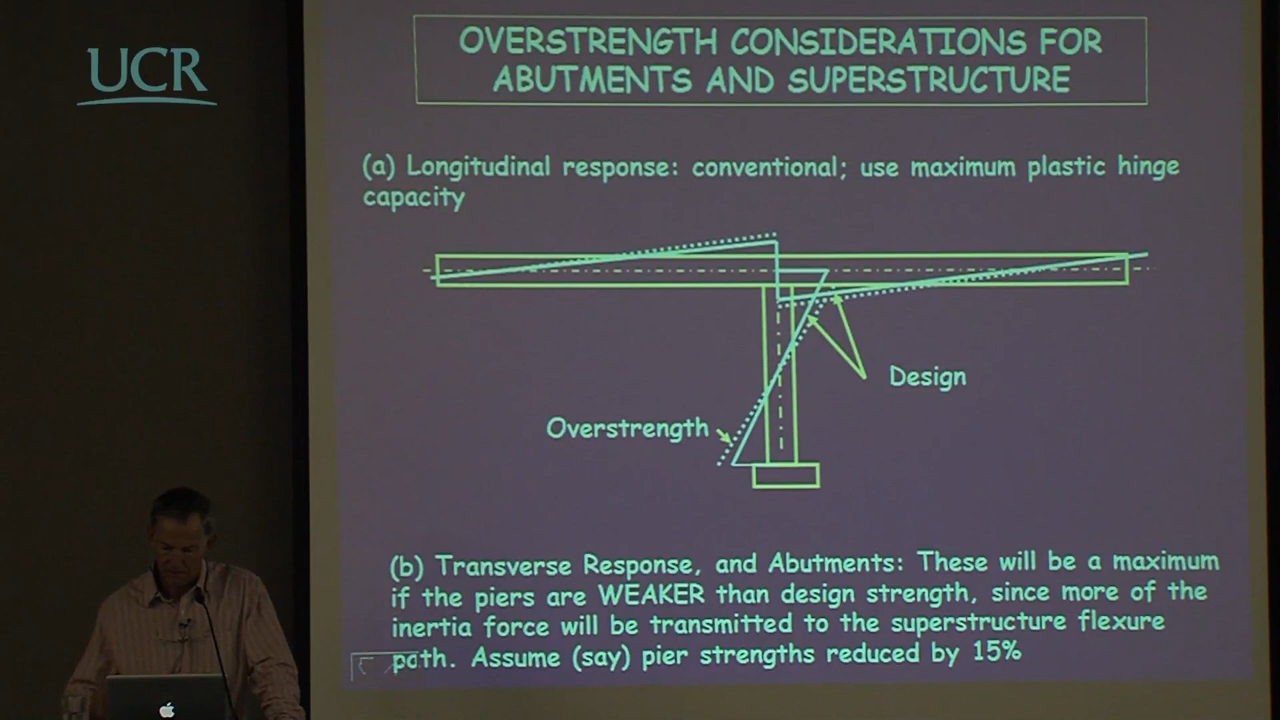 UCR
OVERSTRENGTH CONSIDERATIONS FOR
ABUTMENTS AND SUPERSTRUCTURE
(a) Longitudinal response: conventional; use maximum plastic hinge
capacity
Design
Overstrength
(b) Transverse Response, and Abutments: These will be a maximum
if the piers are WEAKER than design strength, since more of the
inertia force will be transmitted to the superstructure flexure
path. Assume (say) pier strengths reduced by 15%